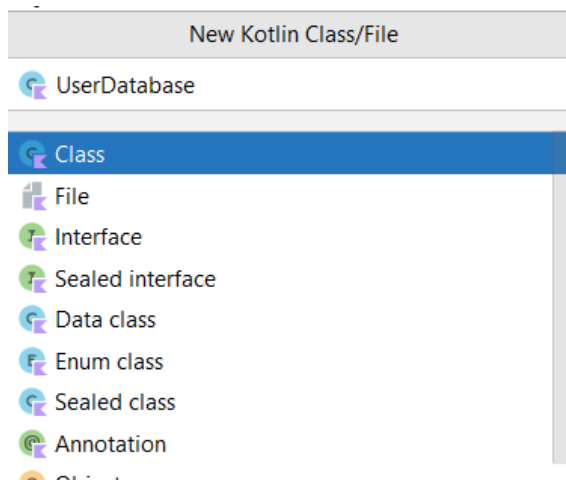 New Kotlin Class/File
UserDatabase
Class
File
Interface
Sealed interface
Data class
Enum class
Sealed class
Annotation